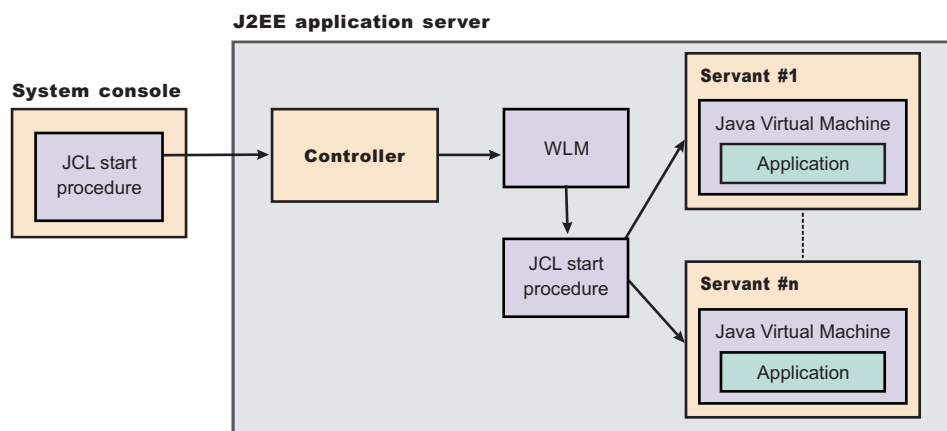 J2EE application server
System console
JCL start
procedure
Controller
WLM
JCL start
procedure
Servant #1
Java Virtual Machine
Application
Servant #n
Java Virtual Machine
Application